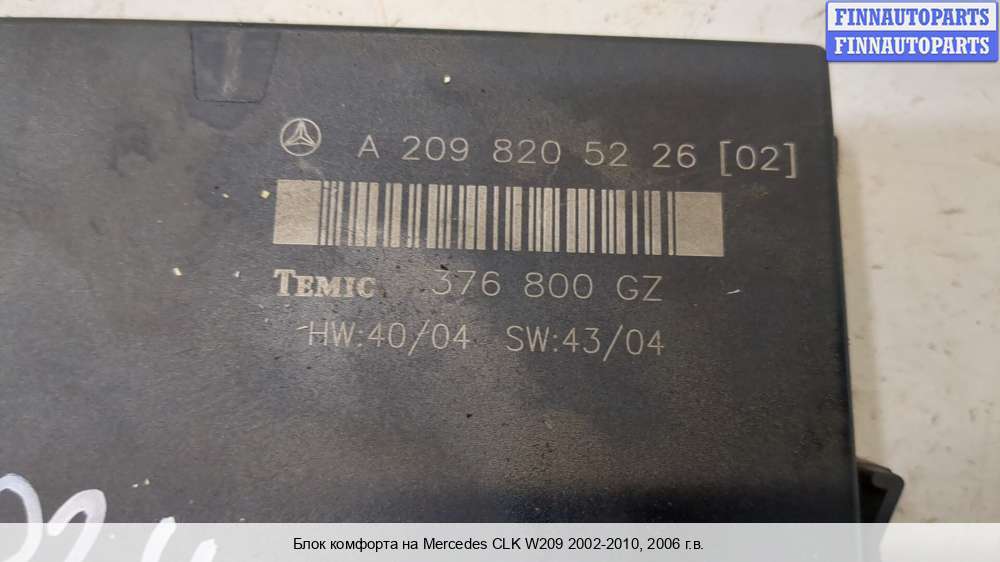 FINNAUTOPARTS
FINNAUTOPARTS
A 209 820 52 26 [02]
TEMIC 376 800 GZ
HW:40/04 SW:43/04
Блок комфорта на Mercedes CLK W209 2002-2010, 2006 г.в.